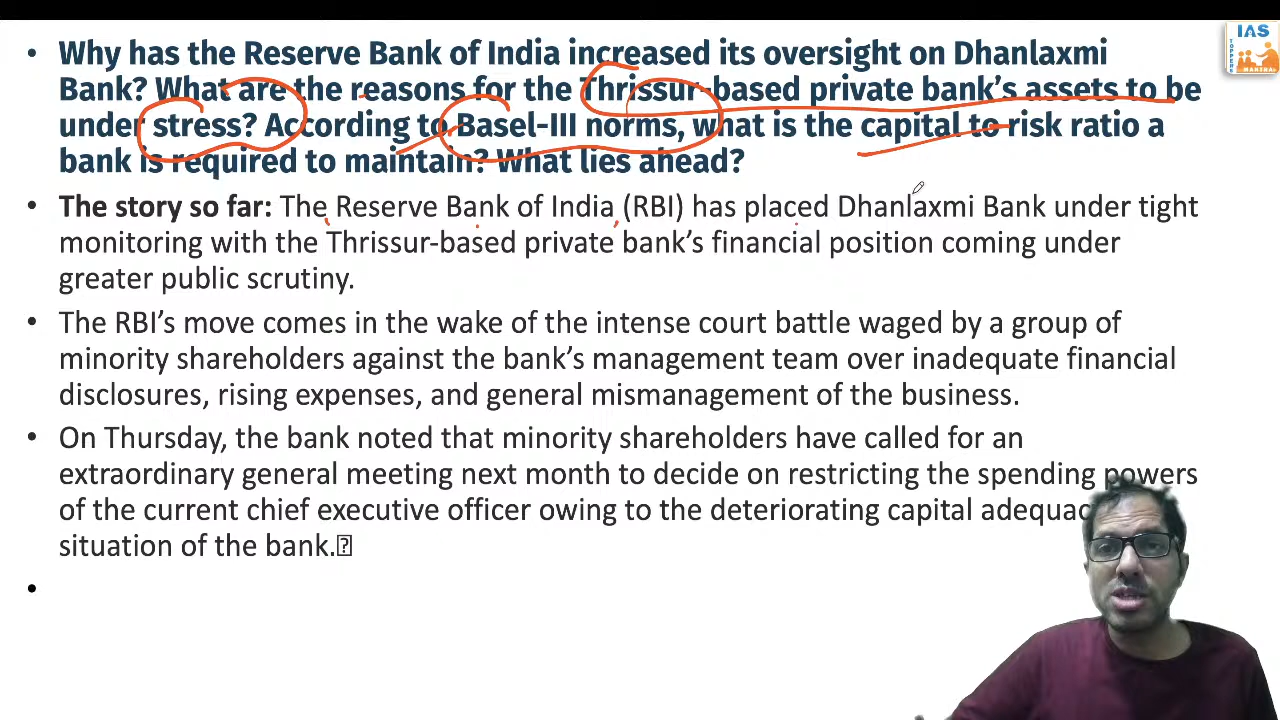 IAS
TOPPERS
MANTRA
• Why has the Reserve Bank of India increased its oversight on Dhanlaxmi
Bank? What are the reasons for the Thrissur-based private bank’s assets to be
under stress? According to Basel-III norms, what is the capital to risk ratio a
bank is required to maintain? What lies ahead?
• The story so far: The Reserve Bank of India (RBI) has placed Dhanlaxmi Bank under tight
monitoring with the Thrissur-based private bank’s financial position coming under
greater public scrutiny.
• The RBI’s move comes in the wake of the intense court battle waged by a group of
minority shareholders against the bank’s management team over inadequate financial
disclosures, rising expenses, and general mismanagement of the business.
• On Thursday, the bank noted that minority shareholders have called for an
extraordinary general meeting next month to decide on restricting the spending powers
of the current chief executive officer owing to the deteriorating capital adequac
situation of the bank.